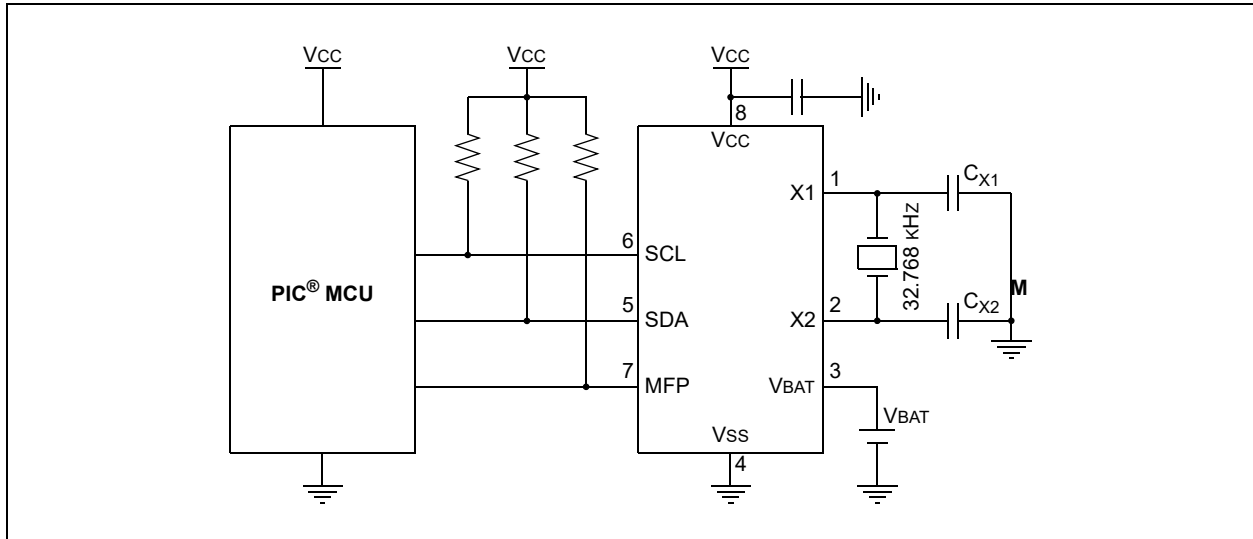 VCC
VCC
VCC
8
VCC
1
X1
CX1
6
SCL
32.768 KHZ
PIC® MCU
M
2
CX2
5
SDA
X2
7
MFP
3
VBAT
VBAT
VSS
4